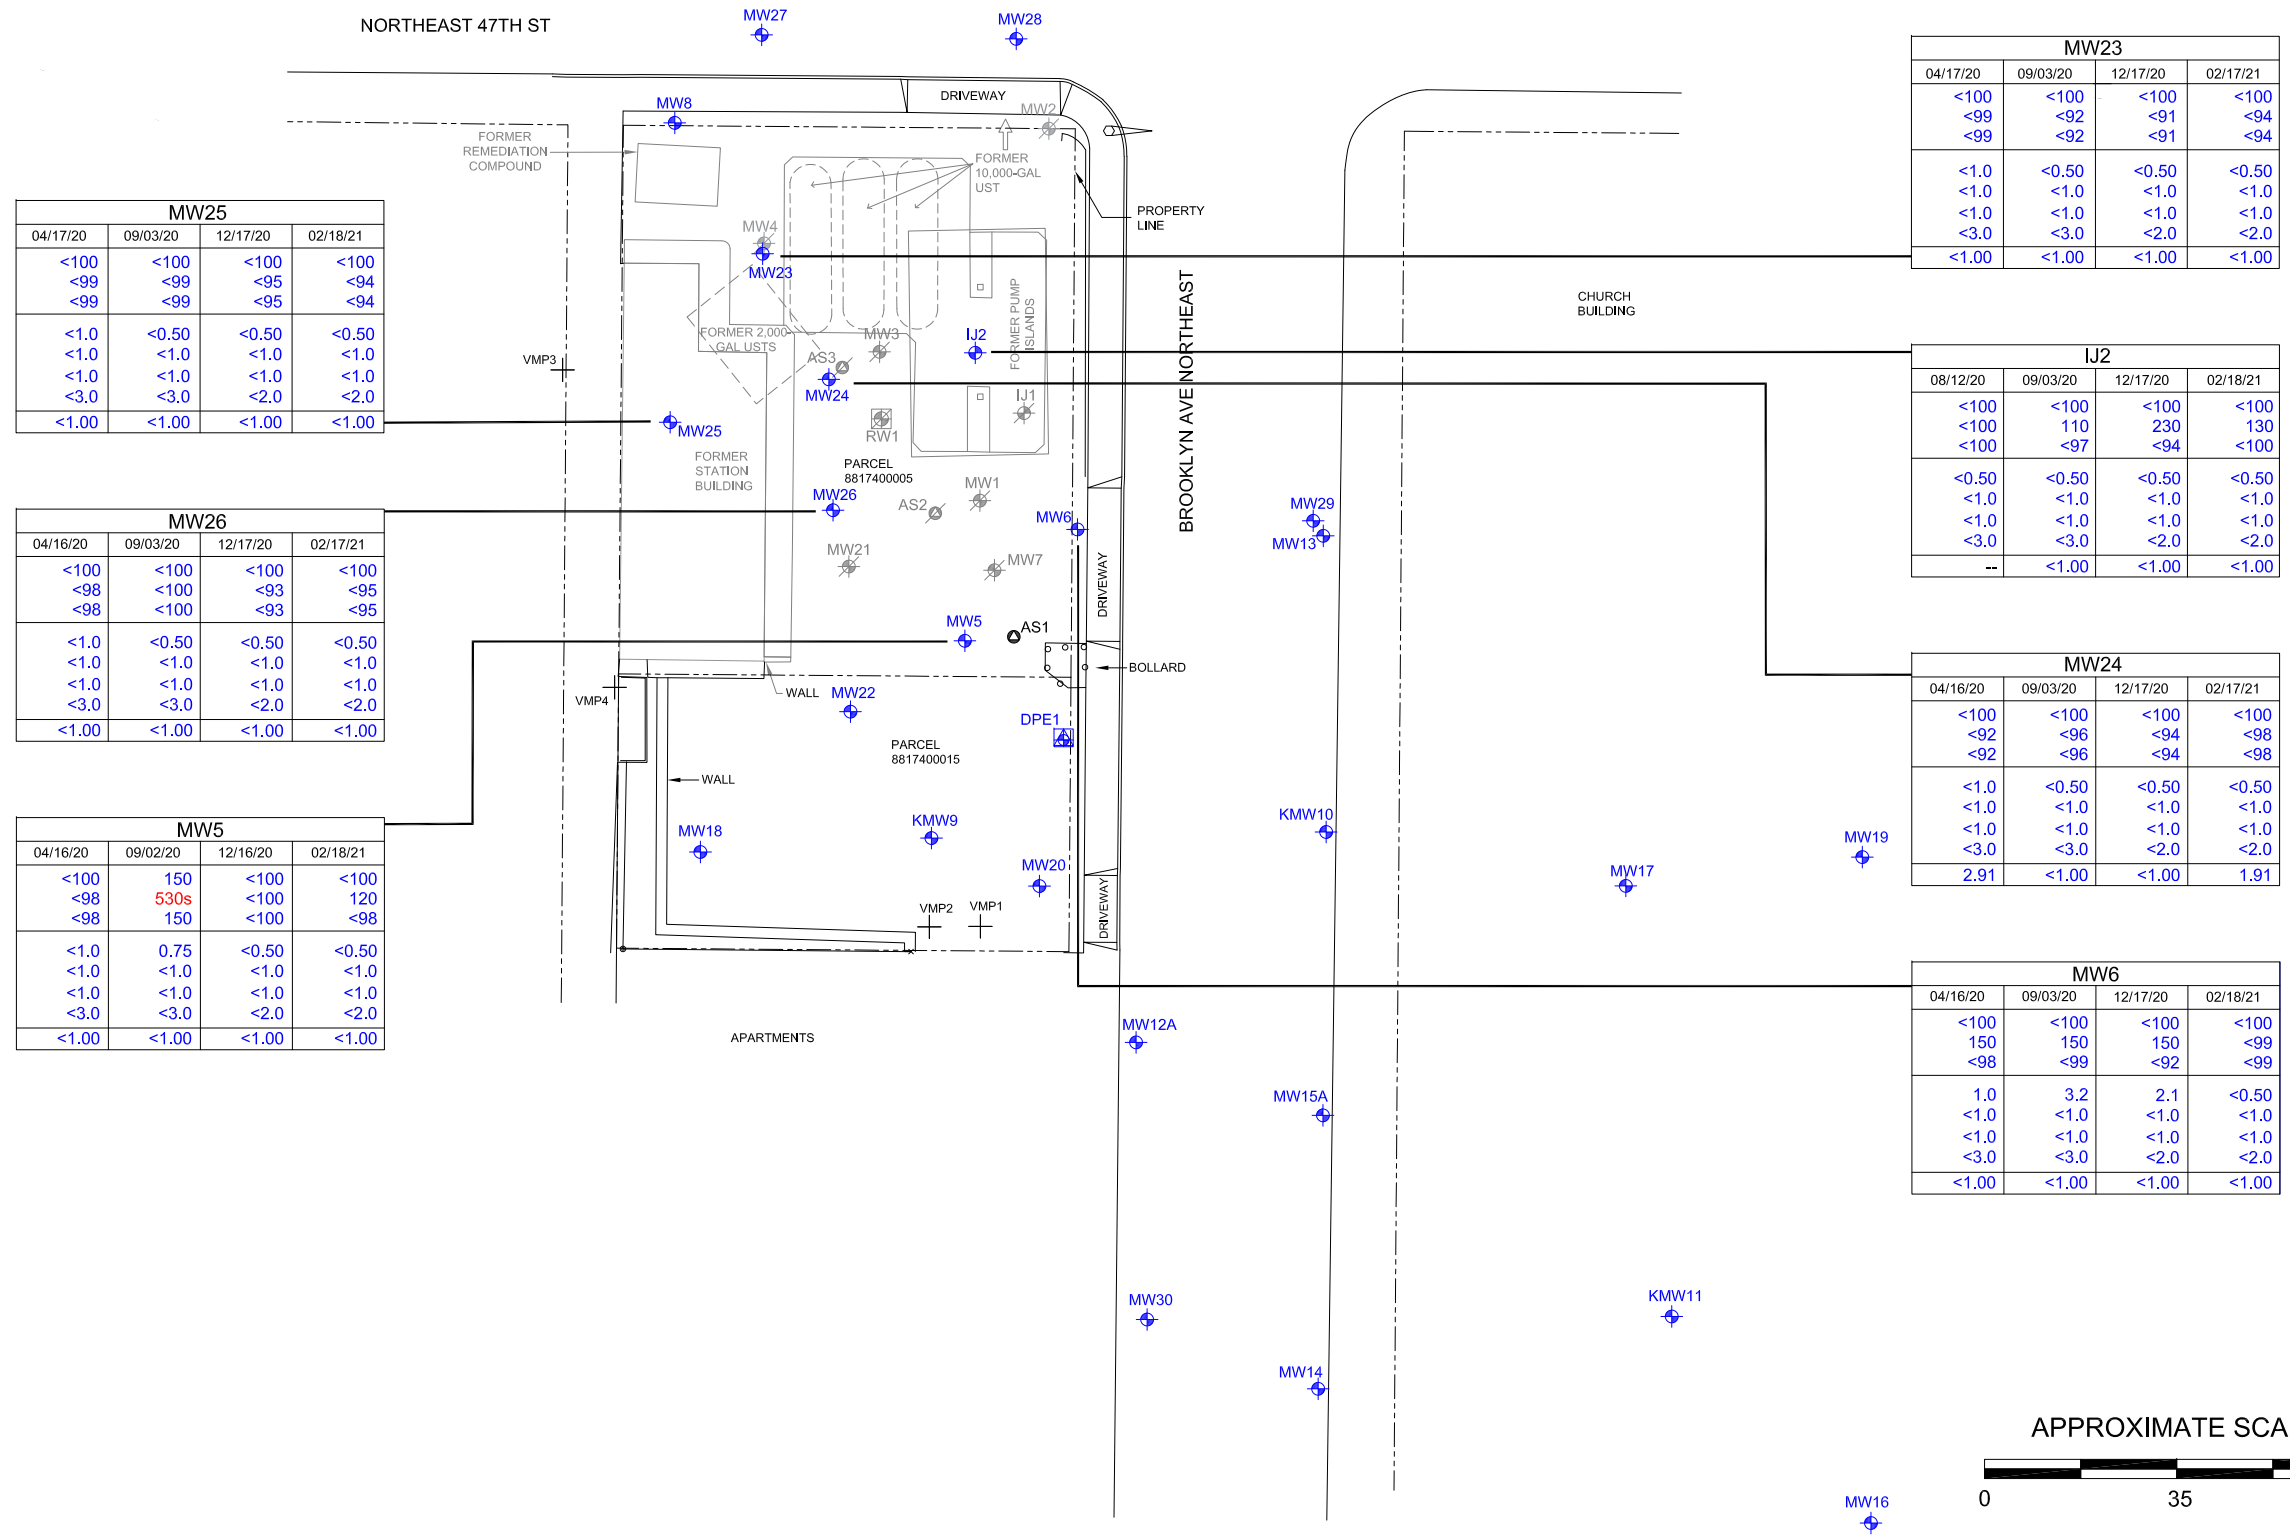 NORTHEAST 47TH ST
MW27
MW28
MW8
DRIVEWAY
MW2
FORMER
REMEDIATION
COMPOUND
FORMER
10,000-GAL
UST
PROPERTY
LINE
MW4
MW23
FORMER 2,000-
GAL USTS
MW3
AS3
MW24
IJ2
FORMER PUMP
ISLANDS
IJ1
RW1
VMP3
MW25
FORMER
STATION
BUILDING
PARCEL
8817400005
MW26
AS2
MW1
MW6
MW21
MW7
MW5
AS1
BOLLARD
DRIVEWAY
BROOKLYN AVE NORTHEAST
CHURCH
BUILDING
MW29
MW13
VMP4
WALL
MW22
DPE1
PARCEL
8817400015
WALL
MW18
KMW9
MW20
VMP2
VMP1
DRIVEWAY
KMW10
MW17
MW19
APARTMENTS
MW12A
MW15A
MW30
KMW11
MW14
MW16
MW25
04/17/20 09/03/20 12/17/20 02/18/21
<100 <100 <100 <100
<99 <99 <95 <94
<99 <99 <95 <94
<1.0 <0.50 <0.50 <0.50
<1.0 <1.0 <1.0 <1.0
<1.0 <1.0 <1.0 <1.0
<3.0 <3.0 <2.0 <2.0
<1.00 <1.00 <1.00 <1.00
MW26
04/16/20 09/03/20 12/17/20 02/17/21
<100 <100 <100 <100
<98 <100 <93 <95
<98 <100 <93 <95
<1.0 <0.50 <0.50 <0.50
<1.0 <1.0 <1.0 <1.0
<1.0 <1.0 <1.0 <1.0
<3.0 <3.0 <2.0 <2.0
<1.00 <1.00 <1.00 <1.00
MW5
04/16/20 09/02/20 12/16/20 02/18/21
<100 150 <100 <100
<98 530s <100 120
<98 150 <100 <98
<1.0 0.75 <0.50 <0.50
<1.0 <1.0 <1.0 <1.0
<1.0 <1.0 <1.0 <1.0
<3.0 <3.0 <2.0 <2.0
<1.00 <1.00 <1.00 <1.00
MW23
04/17/20 09/03/20 12/17/20 02/17/21
<100 <100 <100 <100
<99 <92 <91 <94
<99 <92 <91 <94
<1.0 <0.50 <0.50 <0.50
<1.0 <1.0 <1.0 <1.0
<1.0 <1.0 <1.0 <1.0
<3.0 <3.0 <2.0 <2.0
<1.00 <1.00 <1.00 <1.00
IJ2
08/12/20 09/03/20 12/17/20 02/18/21
<100 <100 <100 <100
<100 110 230 130
<100 <97 <94 <100
<0.50 <0.50 <0.50 <0.50
<1.0 <1.0 <1.0 <1.0
<1.0 <1.0 <1.0 <1.0
<3.0 <3.0 <2.0 <2.0
-- <1.00 <1.00 <1.00
MW24
04/16/20 09/03/20 12/17/20 02/17/21
<100 <100 <100 <100
<92 <96 <94 <98
<92 <96 <94 <98
<1.0 <0.50 <0.50 <0.50
<1.0 <1.0 <1.0 <1.0
<1.0 <1.0 <1.0 <1.0
<3.0 <3.0 <2.0 <2.0
2.91 <1.00 <1.00 1.91
MW6
04/16/20 09/03/20 12/17/20 02/18/21
<100 <100 <100 <100
150 150 150 <99
<98 <99 <92 <99
1.0 3.2 2.1 <0.50
<1.0 <1.0 <1.0 <1.0
<1.0 <1.0 <1.0 <1.0
<3.0 <3.0 <2.0 <2.0
<1.00 <1.00 <1.00 <1.00
APPROXIMATE SCA
0 35